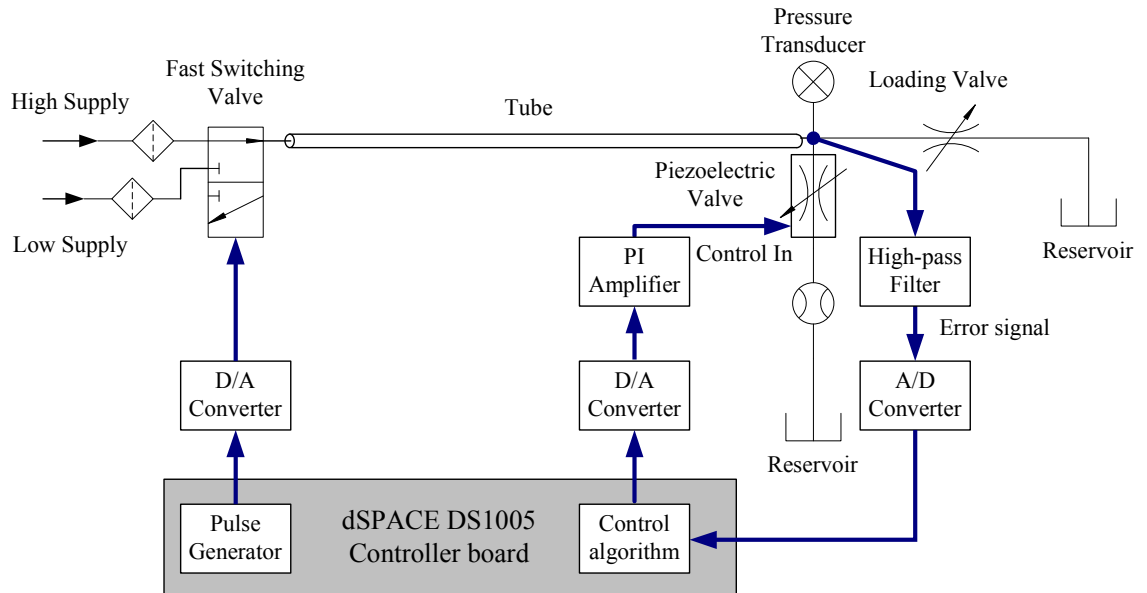 Pressure
Transducer
Fast Switching
Valve
Loading Valve
High Supply
Tube
Piezoelectric
Valve
Low Supply
Reservoir
Control In
PI
Amplifier
High-pass
Filter
Error signal
D/A
Converter
D/A
Converter
A/D
Converter
Reservoir
Pulse
Generator
dSPACE DS1005
Controller board
Control
algorithm